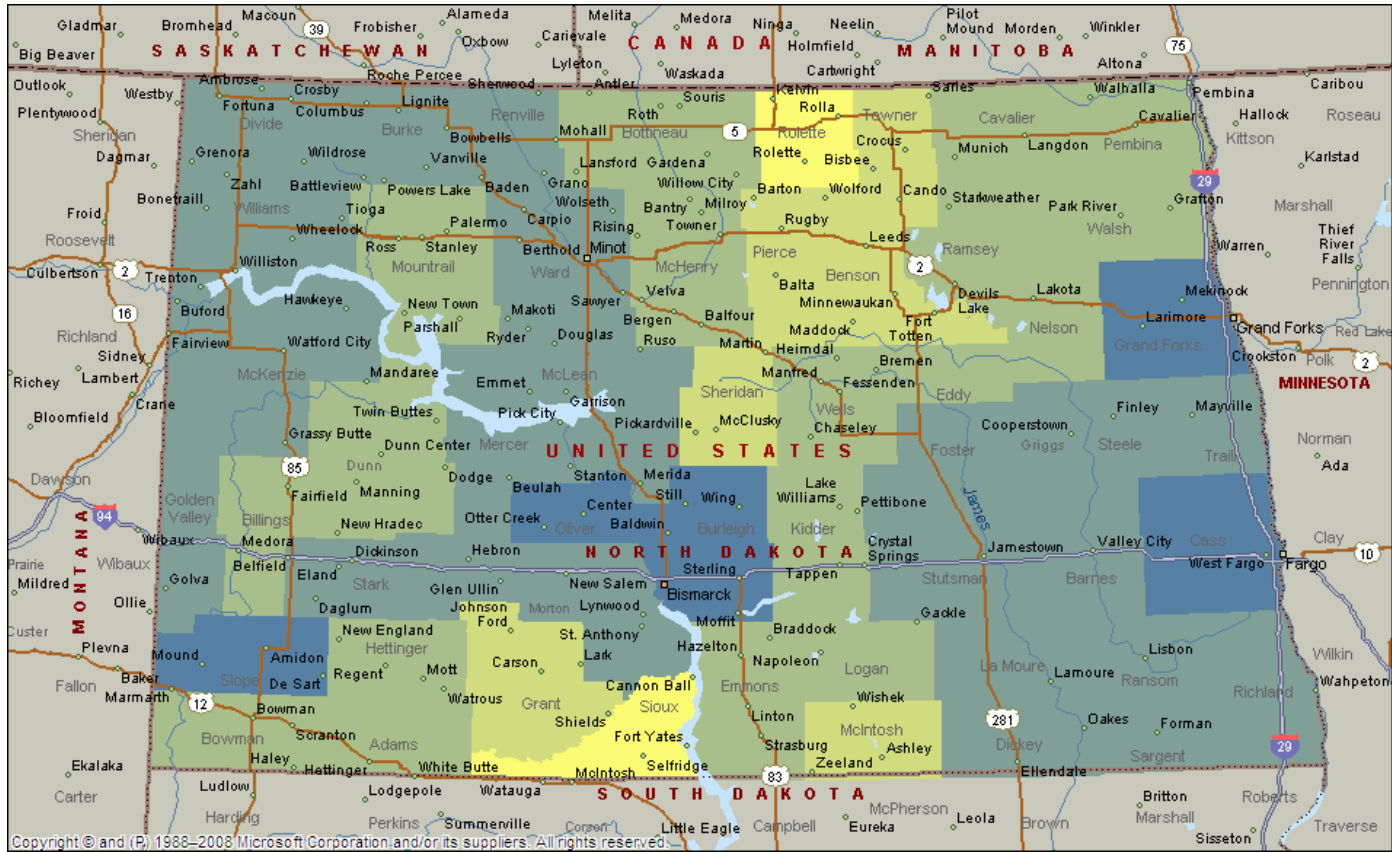 Gladmar
Bromhead
Macoun
39
Frobisher
Alameda
Oxbow
Melita
Medora
Ninga
Neelin
Pilot
Mound
Morden
Winkler
Big Beaver
SASKATCHEWAN
Carievale
CANADA
Holmfield
MANITOBA
75
Roche Percee
Lyleton
Waskada
Cartwright
Altona
Outlook
Westby
Ambrose
Crosby
Sherwood
Antler
Souris
Kelvin
Sarles
Walhalla
Pembina
Caribou
Plentywood
Fortuna
Columbus
Lignite
Renville
Roth
Rolla
Towner
Cavalier
Cavalier
Hallock
Roseau
Sheridan
Divide
Burke
Bowbells
Mohall
Bottineau
5
Rolette
Crocus
Kittson
Dagmar
Grenora
Wildrose
Vanville
Lansford
Gardena
Rolette
Bisbee
Munich
Langdon
Pembina
Karlstad
Bonetraill
Zahl
Battleview
Powers Lake
Baden
Grano
Willow City
Barton
Wolford
Cando
Starkweather
29
Froid
Williams
Tioga
Palermo
Carpio
Wolseth
Bantry
Milroy
Park River
Grafton
Marshall
Roosevelt
Wheelock
Ross
Stanley
Berthold
Rising
Minot
Towner
Rugby
Leeds
Walsh
Ramsey
Warren
Thief
River
Falls
Culbertson
2
Trenton
Williston
Mountrail
Ward
McHenry
Pierce
Benson
2
Pennington
16
Buford
Hawkeye
New Town
Makoti
Sawyer
Velva
Balta
Minnewaukan
Devils
Lake
Lakota
Mekinock
Parshall
Ryder
Douglas
Bergen
Balfour
Maddock
Fort
Totten
Nelson
Larimore
Grand Forks
Red Lake
Richland
Fairview
Watford City
Ruso
Martin
Heimdal
Grand Forks
Crookston
Polk
2
Sidney
Richey
Lambert
McKenzie
Mandaree
Emmet
McLean
Manfred
Bremen
Fessenden
MINNESOTA
Crane
Garrison
Sheridan
Eddy
Bloomfield
Twin Buttes
Pick City
Pickardville
McClusky
Wells
Chaseley
Finley
Mayville
Grassy Butte
Dunn Center
Mercer
Cooperstown
Griggs
Steele
Norman
UNITED STATES
Foster
Traill
Ada
85
Dunn
Dodge
Stanton
Merida
Dawson
Fairfield
Manning
Beulah
Still
Wing
Lake
Williams
Pettibone
James
Golden
Valley
Billings
Center
94
New Hradec
Otter Creek
Oliver
Baldwin
Burleigh
Kidder
Wibaux
Medora
Dickinson
Hebron
NORTH DAKOTA
Crystal
Springs
Jamestown
Valley City
Cass
Clay
10
Prairie
Wibaux
Belfield
Sterling
Tappen
West Fargo
Fargo
Mildred
MONTANA
Golva
Eland
Stark
Glen Ullin
New Salem
Bismarck
Stutsman
Barnes
Ollie
Daglum
Johnson
Ford
Morton
Lynwood
Moffit
Gackle
Custer
New England
St. Anthony
Braddock
Plevna
Mound
Hettinger
Hazelton
Lisbon
Wilkin
Amidon
Carson
Lark
Napoleon
Logan
La Moure
Fallon
Baker
Slope
De Sart
Regent
Mott
Cannon Ball
Emmons
Lamoure
Ransom
Wahpeton
Marmarth
12
Watrous
Grant
Sioux
Wishek
Richland
Bowman
Shields
Linton
281
Oakes
Forman
Bowman
Scranton
Adams
Fort Yates
McIntosh
Strasburg
Ashley
Dickey
29
Sargent
Haley
Hettinger
White Butte
Selfridge
Zeeland
Ekalaka
McIntosh
83
Ellendale
Carter
Ludlow
Lodgepole
Watauga
SOUTH DAKOTA
Britton
Roberts
Harding
Perkins
Summerville
Corson
Little Eagle
Campbell
McPherson
Eureka
Leola
Brown
Marshall
Sisseton
Traverse
Copyright © and (P) 1988–2008 Microsoft Corporation and/or its suppliers. All rights reserved.